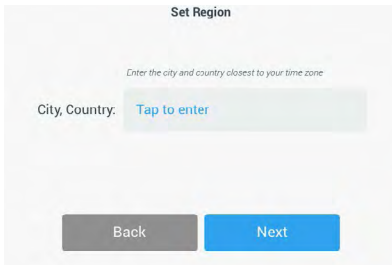 Set Region
Enter the city and country closest to your time zone
City, Country: Tap to enter
Back Next